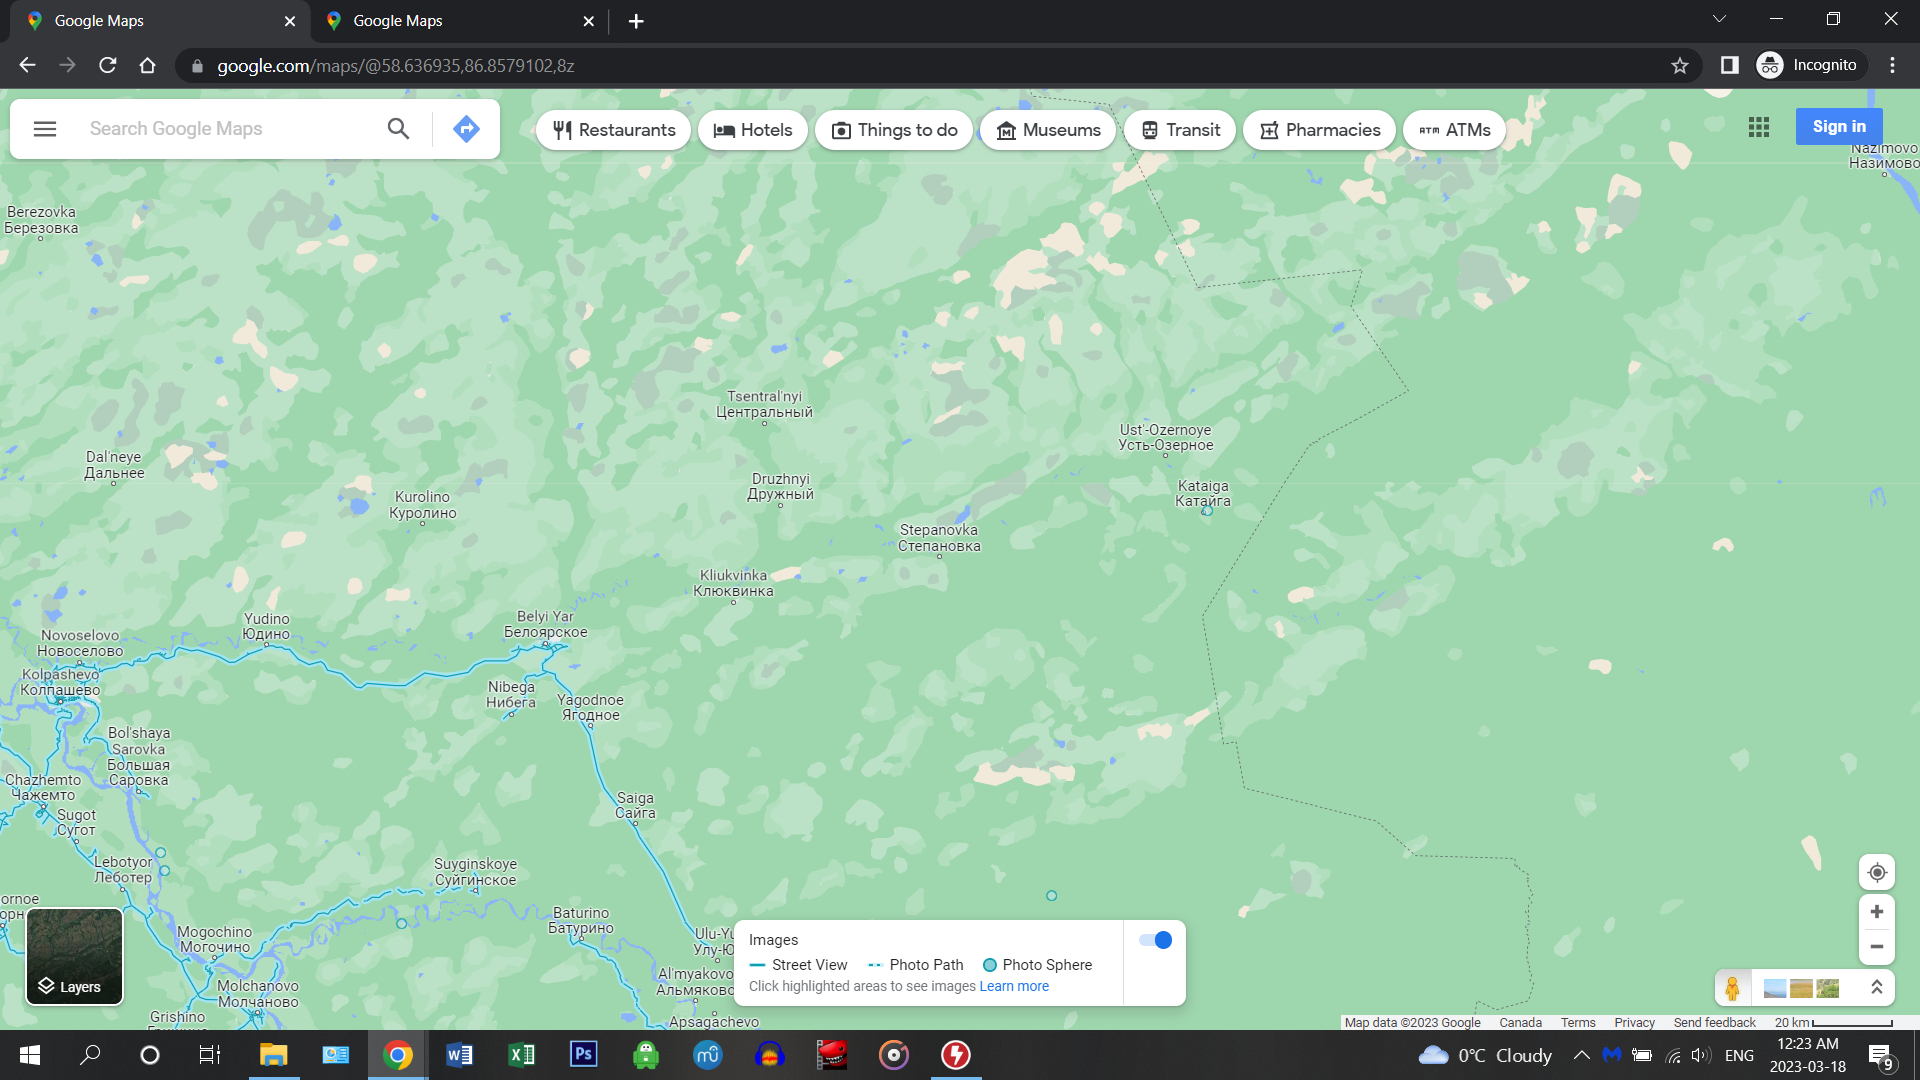 Google Maps
Google Maps
google.com/maps/@58.636935,86.8579102,8z
Incognito
Search Google Maps
Restaurants
Hotels
Things to do
Museums
Transit
Pharmacies
ATM ATMs
Sign in
Nazimovo
Назимово
Berezovka
Березовка
Tsentral'nyi
Центральный
Ust'-Ozernoye
Усть-Озерное
Dal'neye
Дальнее
Druzhnyi
Дружный
Kataiga
Катайга
Kurolino
Куролино
Stepanovka
Степановка
Kliukvinka
Клюквинка
Belyi Yar
Белоярское
Yudino
Юдино
Novoselovo
Новоселово
Kolpashevo
Колпашево
Nibega
Нибега
Yagodnoe
Ягодное
Bol'shaya
Sarovka
Большая
Саровка
Chazhemto
Чажемто
Saiga
Сайга
Sugot
Сугот
Lebotyor
Леботер
Suyginskoye
Суйгинское
ornoe
орн
Baturino
Батурино
Mogochino
Могочино
Ulu-Yu
Улу-Ю
Al'myakovo
Альмяково
Molchanovo
Молчаново
Grishino
Гришино
Apsagachevo
Layers
Images
Street View
Photo Path
Photo Sphere
Click highlighted areas to see images Learn more
Map data ©2023 Google
Canada
Terms
Privacy
Send feedback
20 km
W
X
Ps
mu
0°C Cloudy
ENG
12:23 AM
2023-03-18
9